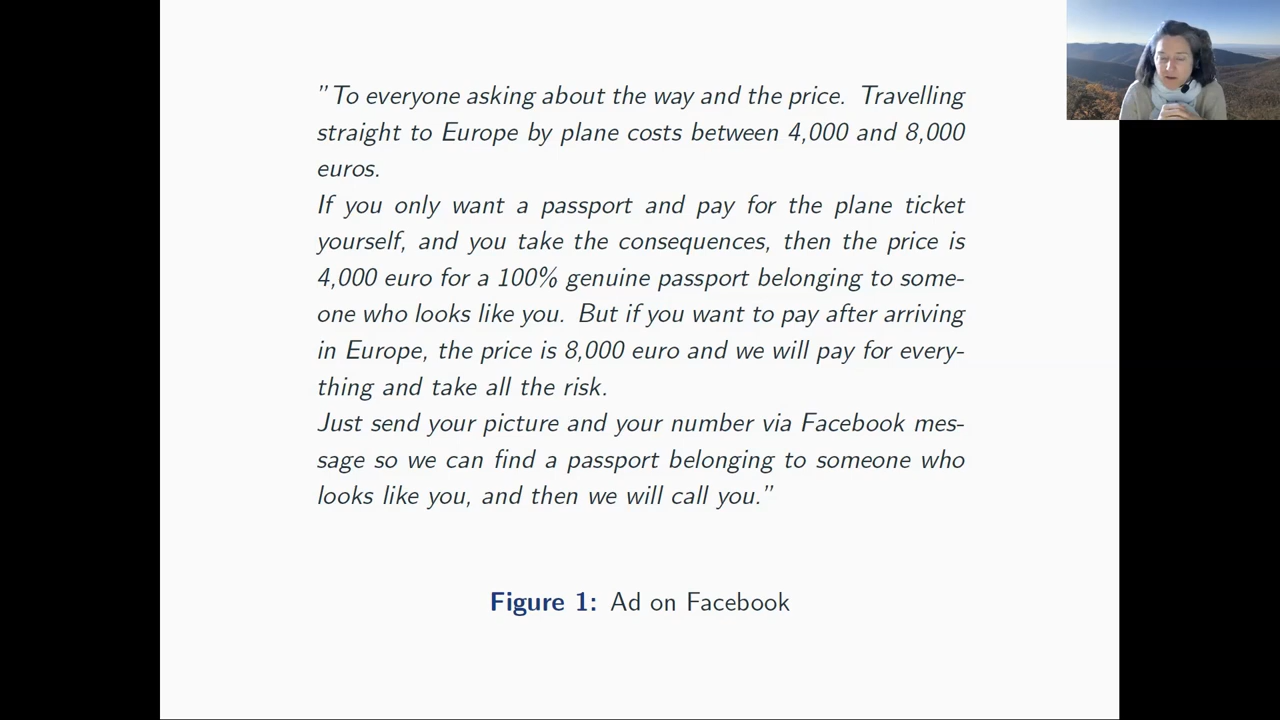 ”To everyone asking about the way and the price. Travelling
straight to Europe by plane costs between 4,000 and 8,000
euros.
If you only want a passport and pay for the plane ticket
yourself, and you take the consequences, then the price is
4,000 euro for a 100% genuine passport belonging to some-
one who looks like you. But if you want to pay after arriving
in Europe, the price is 8,000 euro and we will pay for every-
thing and take all the risk.
Just send your picture and your number via Facebook mes-
sage so we can find a passport belonging to someone who
looks like you, and then we will call you.”
Figure 1: Ad on Facebook